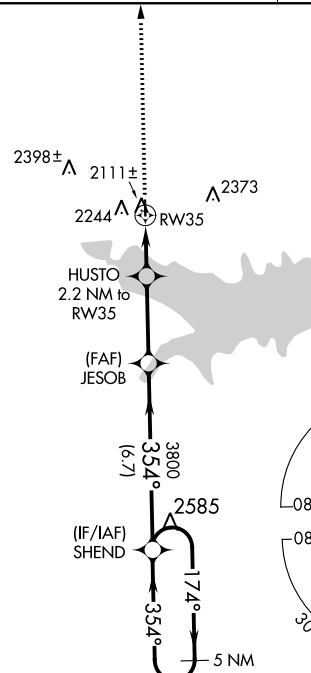 2398±
2111±
2373
2244
RW35
HUSTO
2.2 NM to
RW35
(FAF)
JESOB
354°
3800
(6.7)
2585
(IF/IAF)
SHEND
174°
354°
5 NM
08
08
30